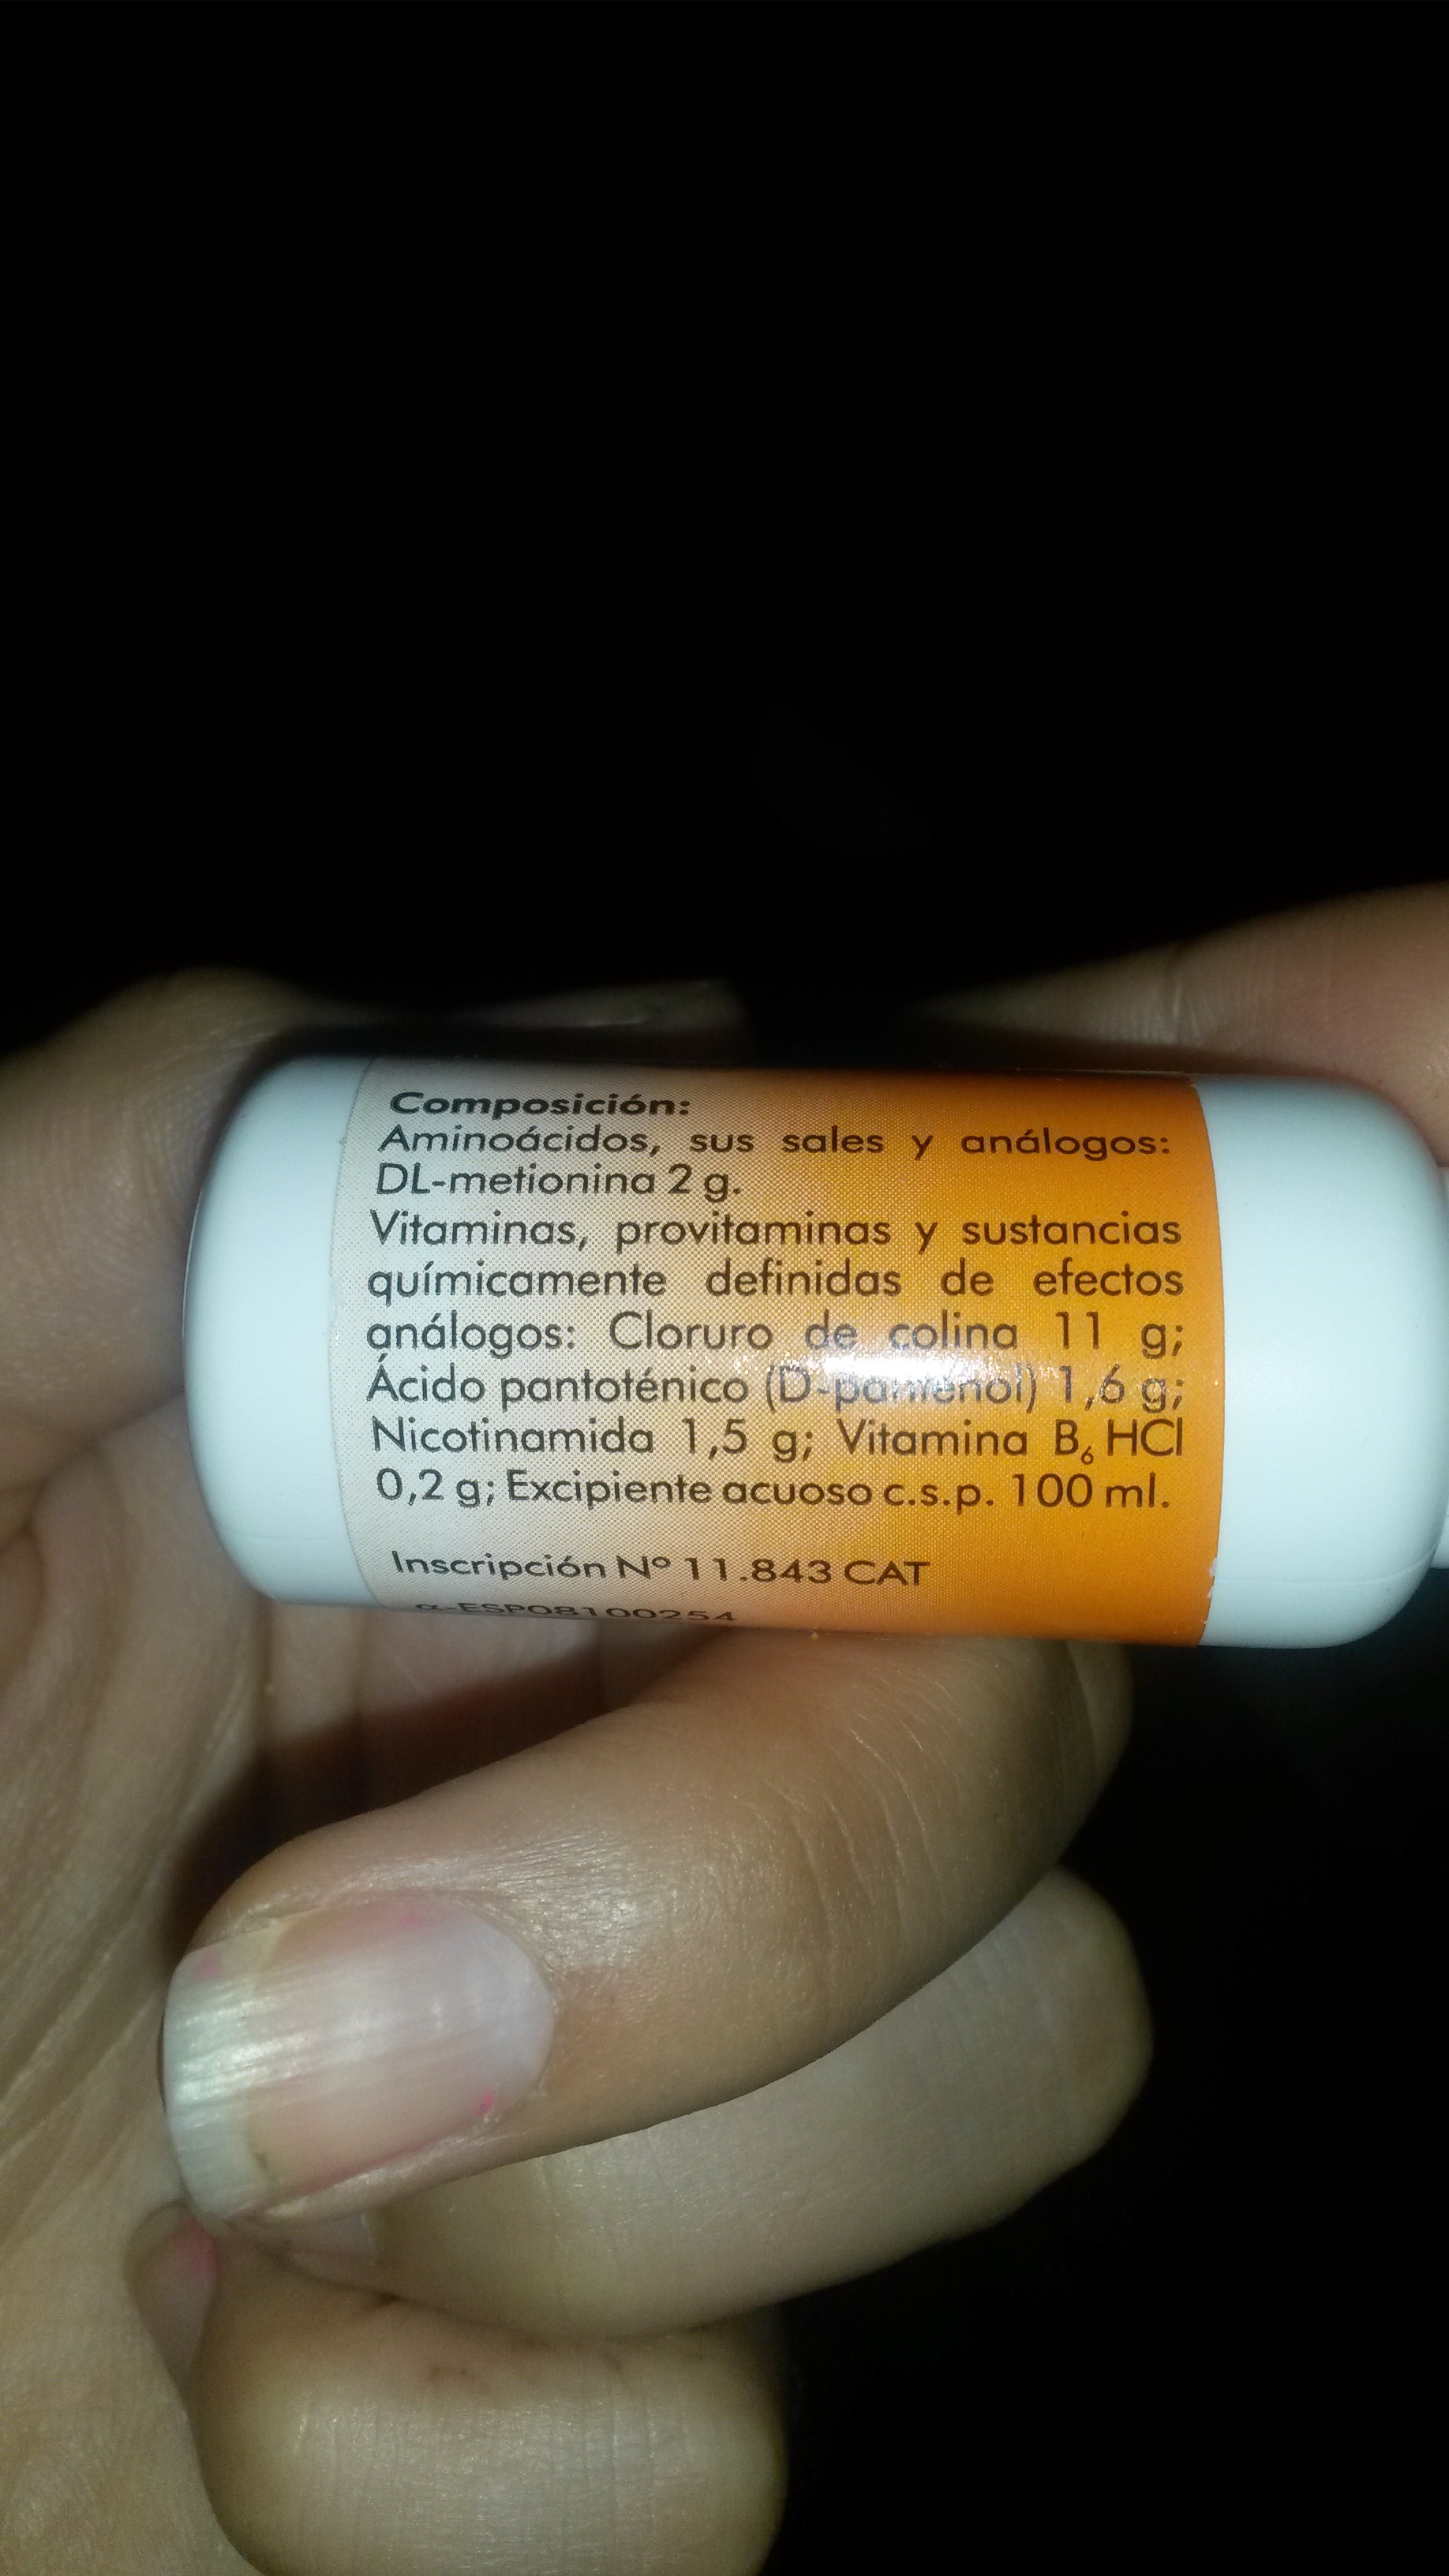 Composición:
Aminoácidos, sus sales y análogos:
DL-metionina 2 g.
Vitaminas, provitaminas y sustancias
químicamente definidas de efectos
análogos: Cloruro de colina 11 g;
Ácido pantoténico (D-pantenol) 1,6 g;
Nicotinamida 1,5 g; Vitamina B₆ HCl
0,2 g; Excipiente acuoso c.s.p. 100 ml.
Inscripción Nº 11.843 CAT
α-ESP08100254